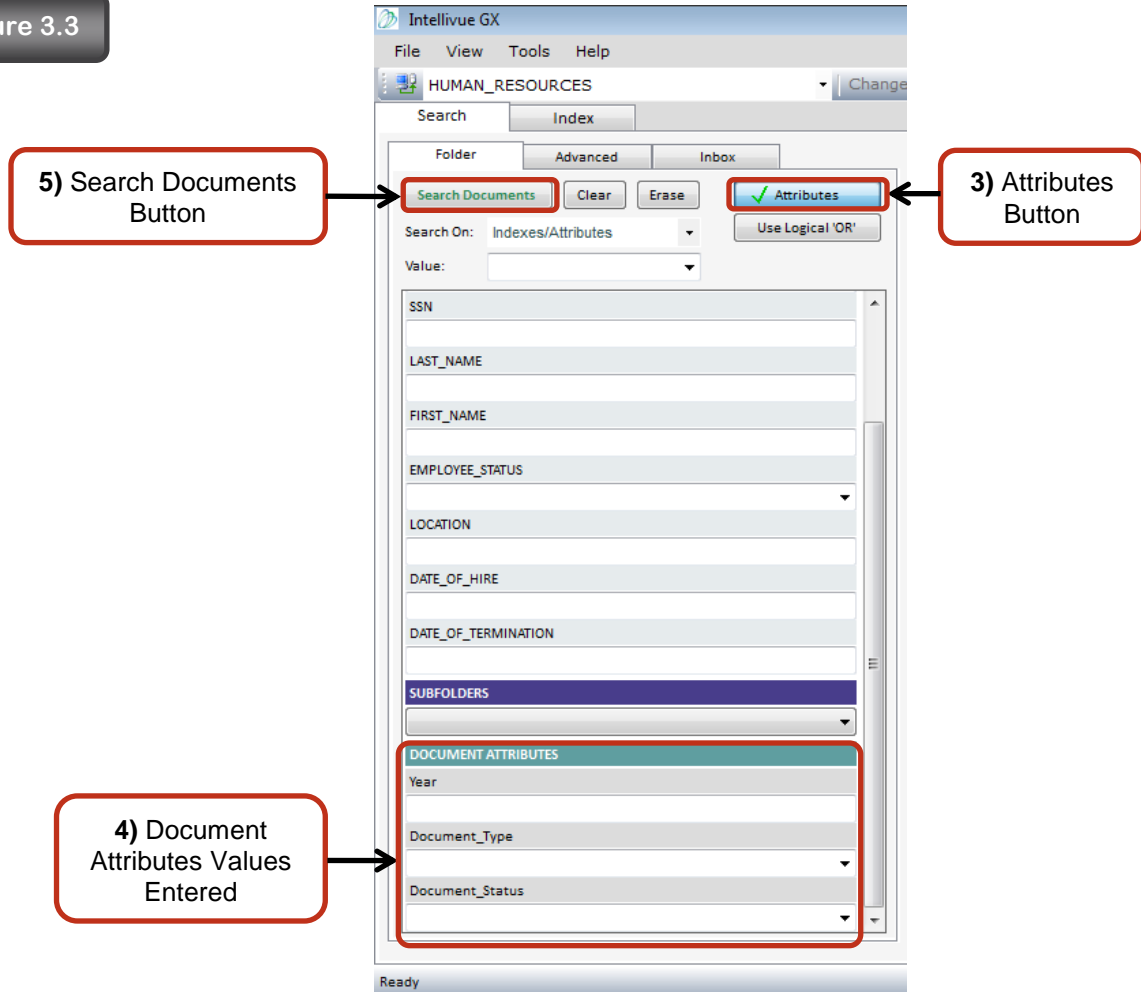 ure 3.3
Intellivue GX
File View Tools Help
HUMAN_RESOURCES Change
Search Index
Folder Advanced Inbox
5) Search Documents
Button
Search Documents Clear Erase Attributes
3) Attributes
Button
Search On: Indexes/Attributes Use Logical 'OR'
Value:
SSN
LAST_NAME
FIRST_NAME
EMPLOYEE_STATUS
LOCATION
DATE_OF_HIRE
DATE_OF_TERMINATION
SUBFOLDERS
DOCUMENT ATTRIBUTES
Year
4) Document
Attributes Values
Entered
Document_Type
Document_Status
Ready